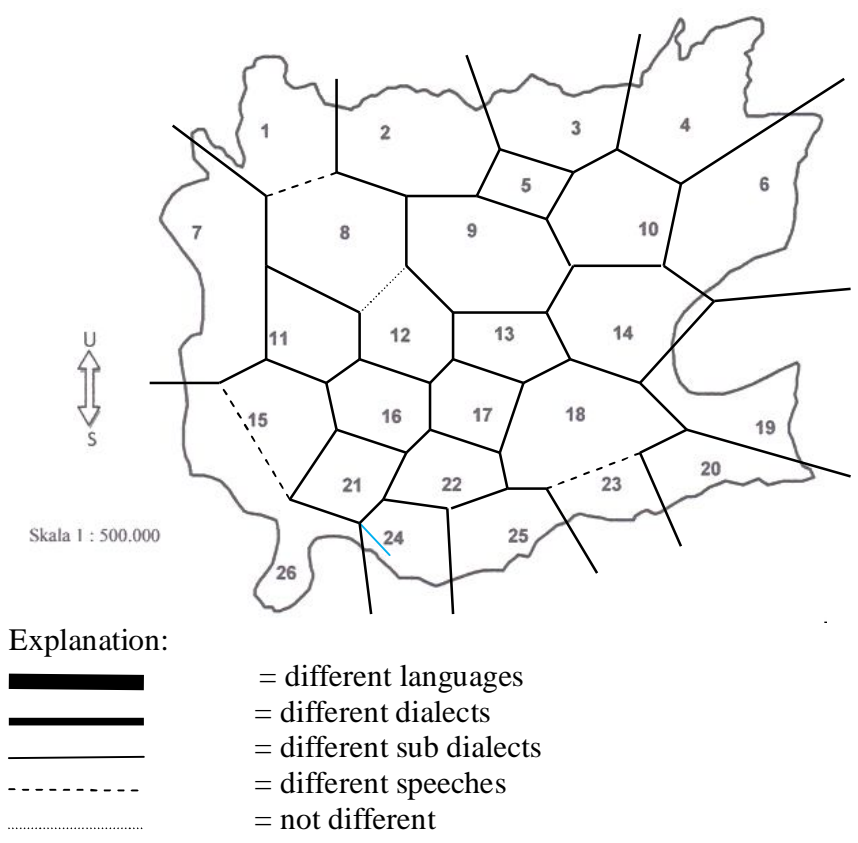 1
2
3
4
5
6
7
8
9
10
11
12
13
14
15
16
17
18
19
20
21
22
23
24
25
26
U
S
Skala 1 : 500.000
Explanation:
= different languages
= different dialects
= different sub dialects
= different speeches
= not different